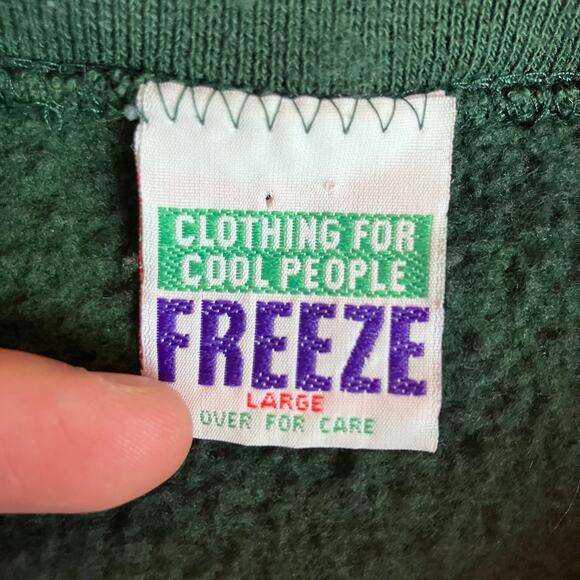 CLOTHING FOR
COOL PEOPLE
FREEZE
LARGE
OVER FOR CARE